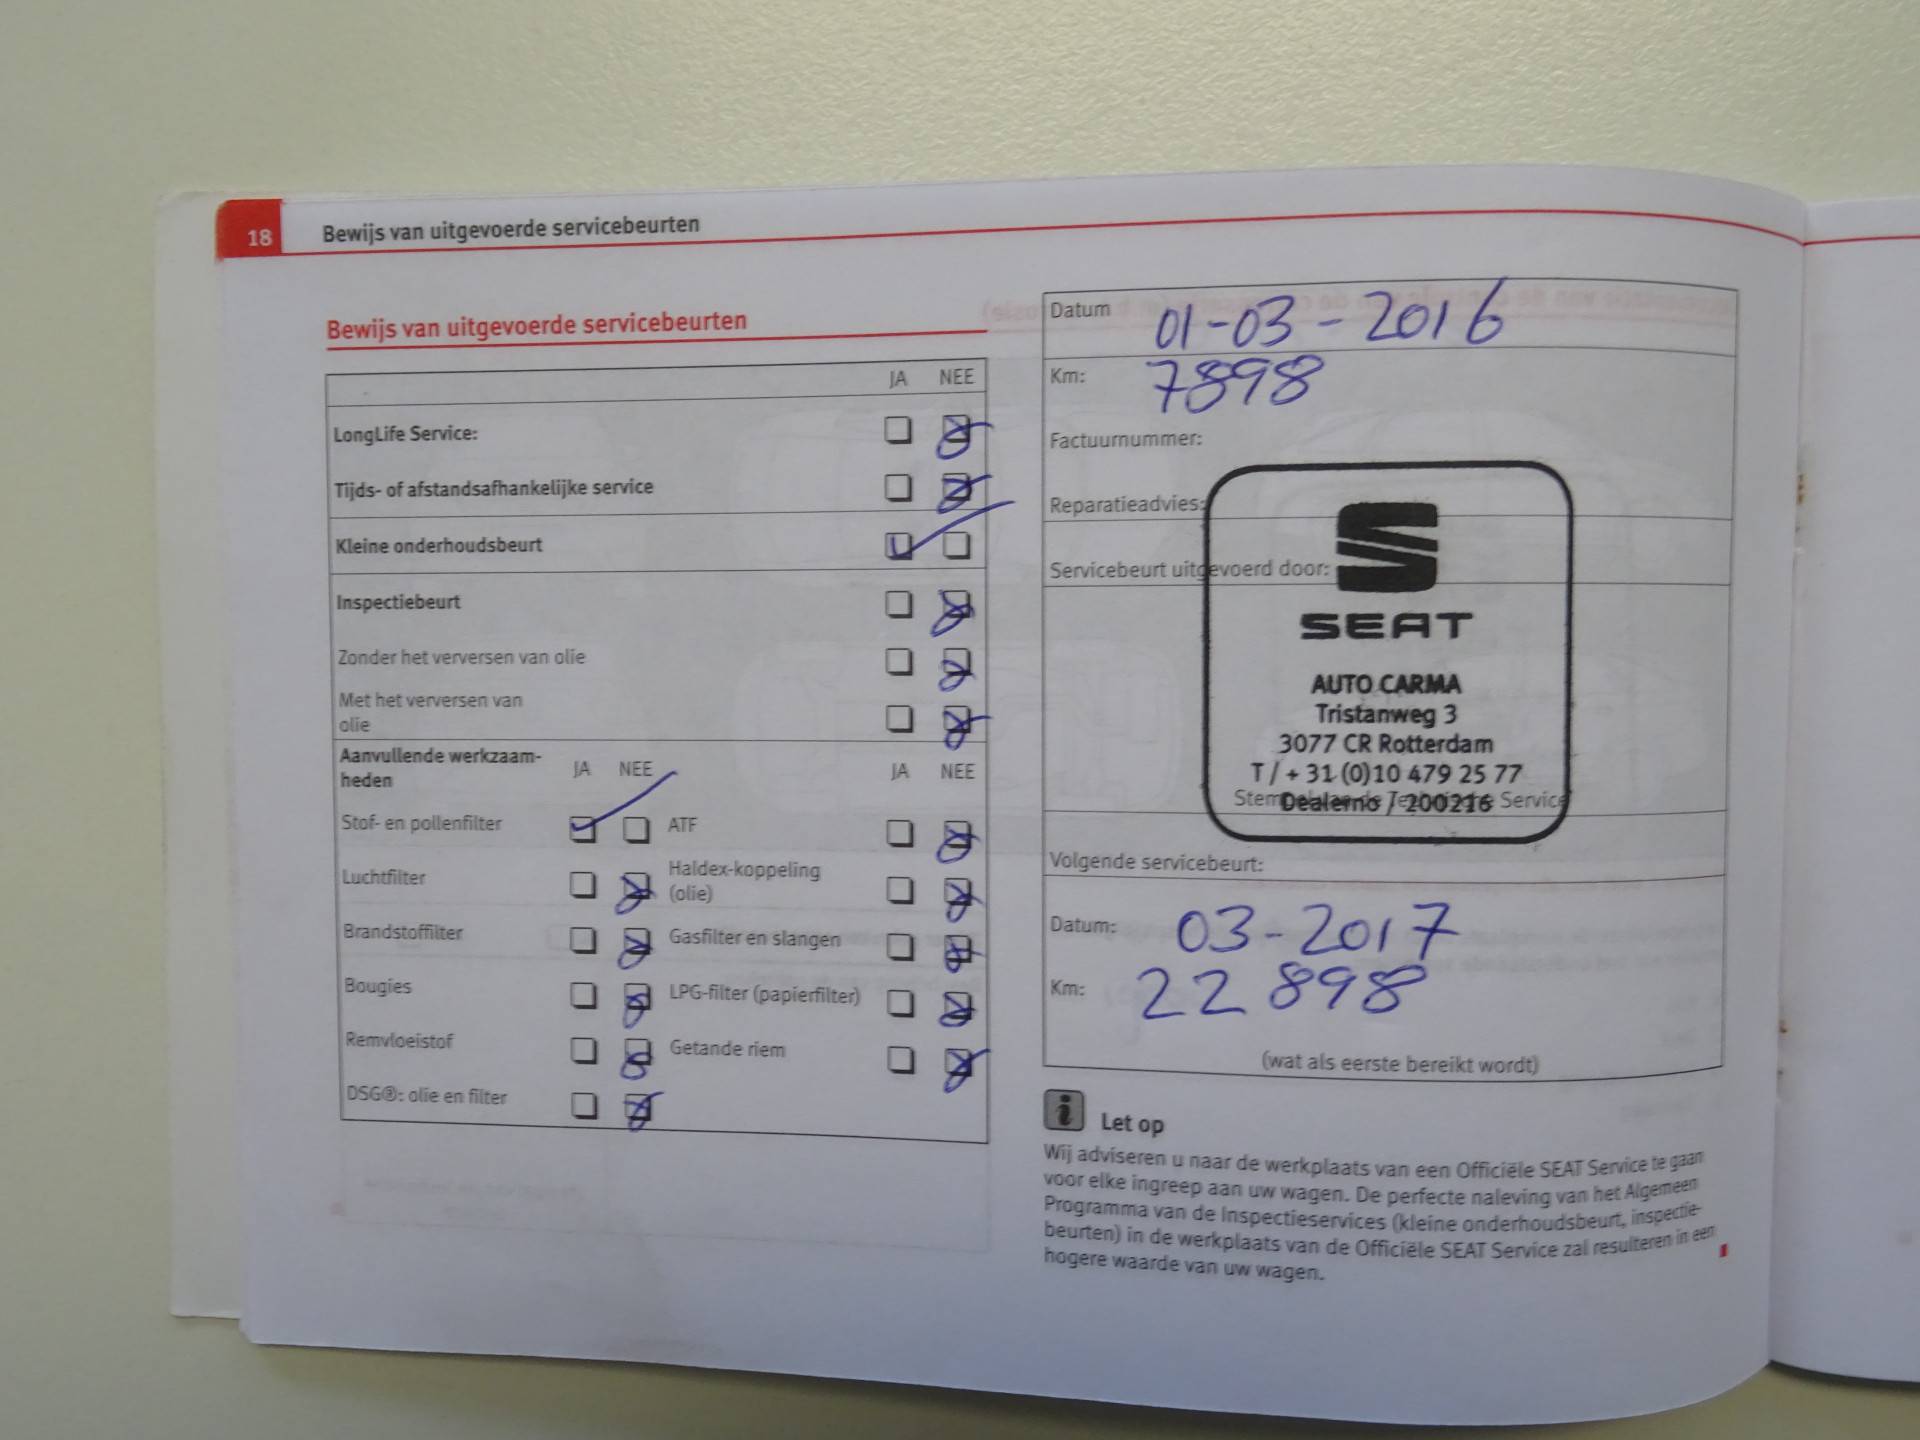 18
Bewijs van uitgevoerde servicebeurten
Bewijs van uitgevoerde servicebeurten
JA NEE
LongLife Service:
Tijds- of afstandsafhankelijke service
Kleine onderhoudsbeurt
Inspectiebeurt
Zonder het verversen van olie
Met het verversen van
olie
Aanvullende werkzaam-
heden
JA NEE
JA NEE
Stof- en pollenfilter
ATF
Luchtfilter
Haldex-koppeling
(olie)
Brandstoffilter
Gasfilter en slangen
Bougies
LPG-filter (papierfilter)
Remvloeistof
Getande riem
DSG®: olie en filter
Datum 01-03-2016
Km: 7898
Factuurnummer:
Reparatieadvies:
Servicebeurt uitgevoerd door:
SEAT
AUTO CARMA
Tristanweg 3
3077 CR Rotterdam
T / + 31 (0)10 479 25 77
Dealerno / 200216
Stempel van de Technische Service
Volgende servicebeurt:
Datum: 03-2017
Km: 22 898
(wat als eerste bereikt wordt)
i Let op
Wij adviseren u naar de werkplaats van een Officiële SEAT Service te gaan
voor elke ingreep aan uw wagen. De perfecte naleving van het Algemeen
Programma van de Inspectieservices (kleine onderhoudsbeurt, inspectie-
beurten) in de werkplaats van de Officiële SEAT Service zal resulteren in een
hogere waarde van uw wagen.